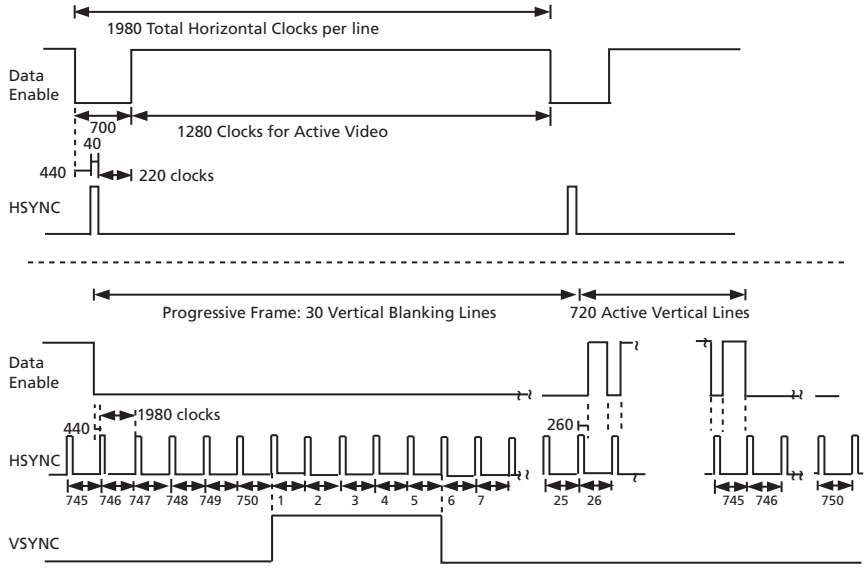 1980 Total Horizontal Clocks per line
Data
Enable
700
1280 Clocks for Active Video
40
440
220 clocks
HSYNC
Progressive Frame: 30 Vertical Blanking Lines
720 Active Vertical Lines
Data
Enable
1980 clocks
440
260
HSYNC
745 746 747 748 749 750 1 2 3 4 5 6 7 25 26 745 746 750
VSYNC